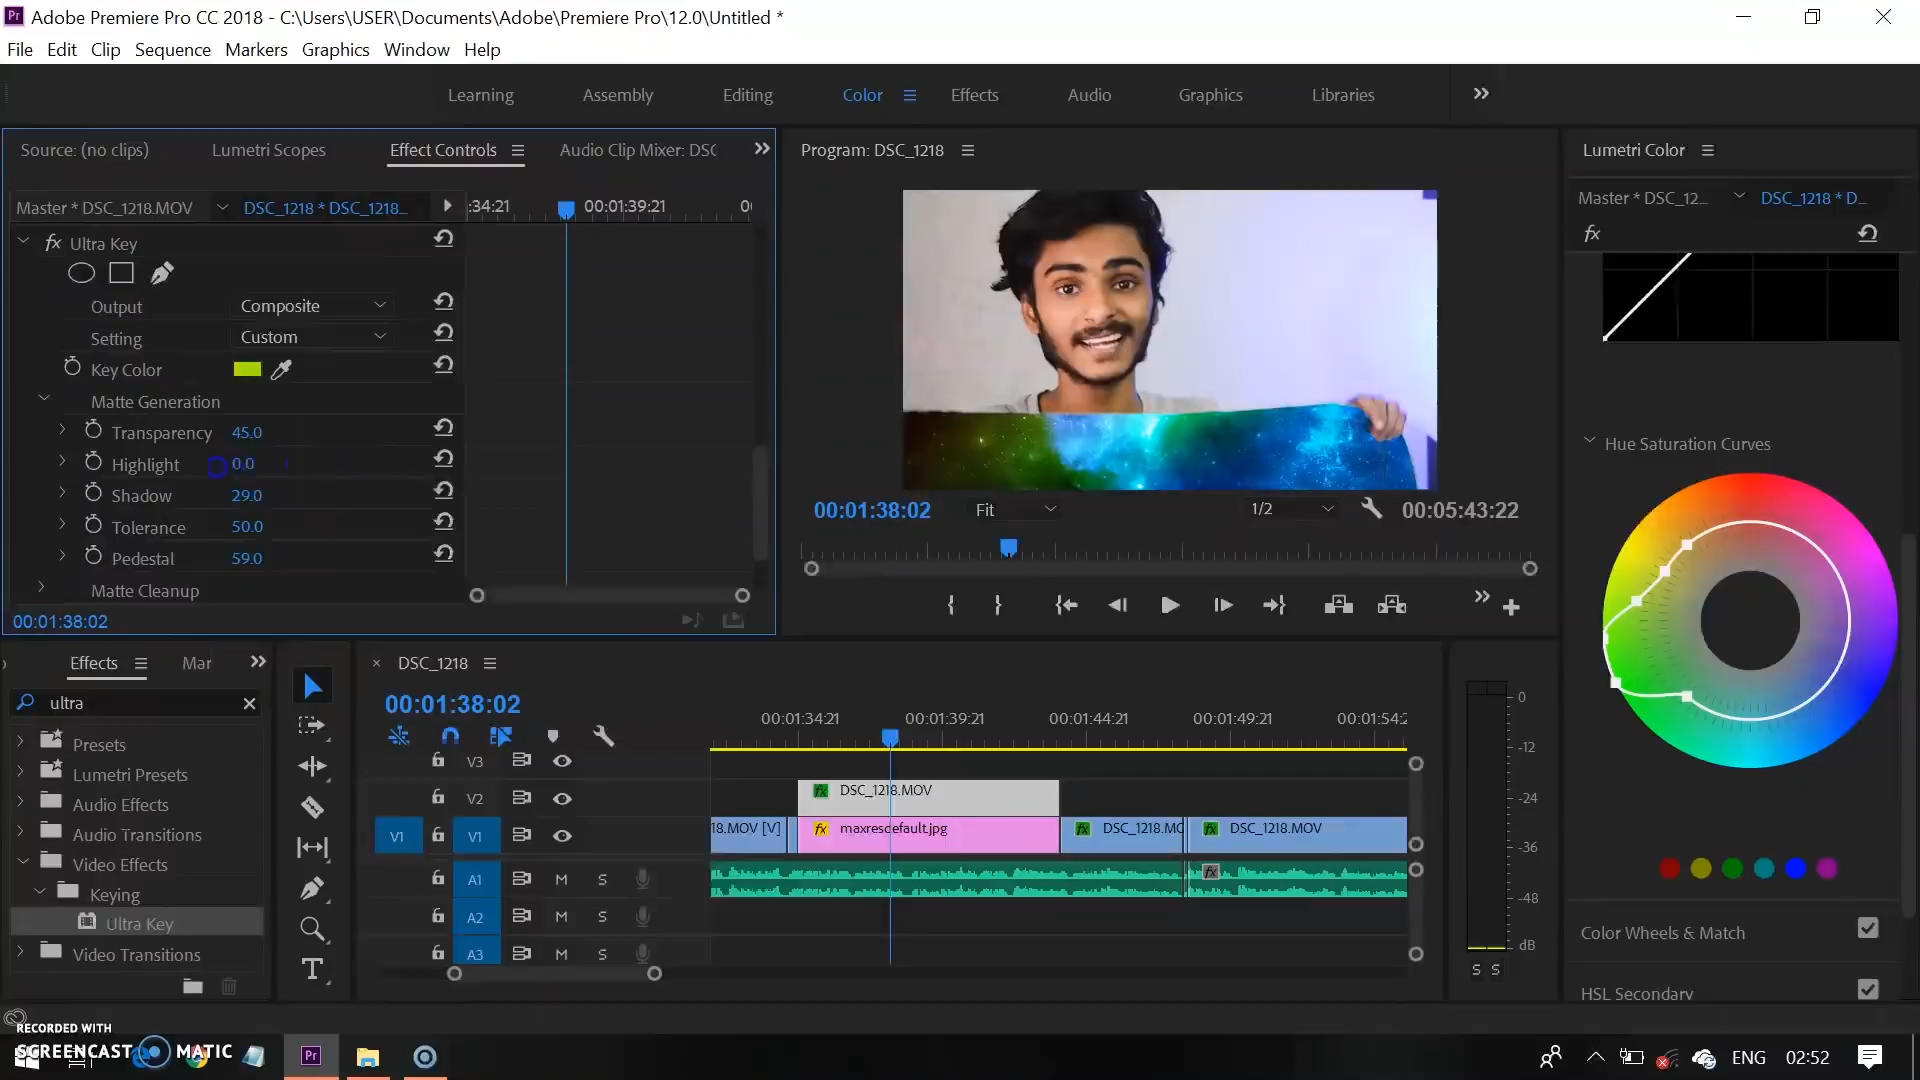 Adobe Premiere Pro CC 2018 - C:\Users\USER\Documents\Adobe\Premiere Pro\12.0\Untitled *
File Edit Clip Sequence Markers Graphics Window Help
Learning Assembly Editing Color Effects Audio Graphics Libraries
Source: (no clips) Lumetri Scopes Effect Controls Audio Clip Mixer: DSC
Master * DSC_1218.MOV DSC_1218 * DSC_1218...
:34:21 00:01:39:21
fx Ultra Key
Output Composite
Setting Custom
Key Color
Matte Generation
Transparency 45.0
Highlight 0.0
Shadow 29.0
Tolerance 50.0
Pedestal 59.0
Matte Cleanup
00:01:38:02
Program: DSC_1218
00:01:38:02 Fit 1/2 00:05:43:22
Lumetri Color
Master * DSC_12... DSC_1218 * D...
fx
Hue Saturation Curves
Color Wheels & Match
HSL Secondary
Effects Mar
ultra
Presets
Lumetri Presets
Audio Effects
Audio Transitions
Video Effects
Keying
Ultra Key
Video Transitions
DSC_1218
00:01:38:02
00:01:34:21 00:01:39:21 00:01:44:21 00:01:49:21 00:01:54:2
V3
V2 fx DSC_1218.MOV
V1 V1 18.MOV [V] fx maxresdefault.jpg DSC_1218.MO DSC_1218.MOV
A1 M S fx
A2 M S
A3 M S
0
-12
-24
-36
-48
dB
S S
RECORDED WITH
SCREENCAST MATIC
Pr
ENG 02:52